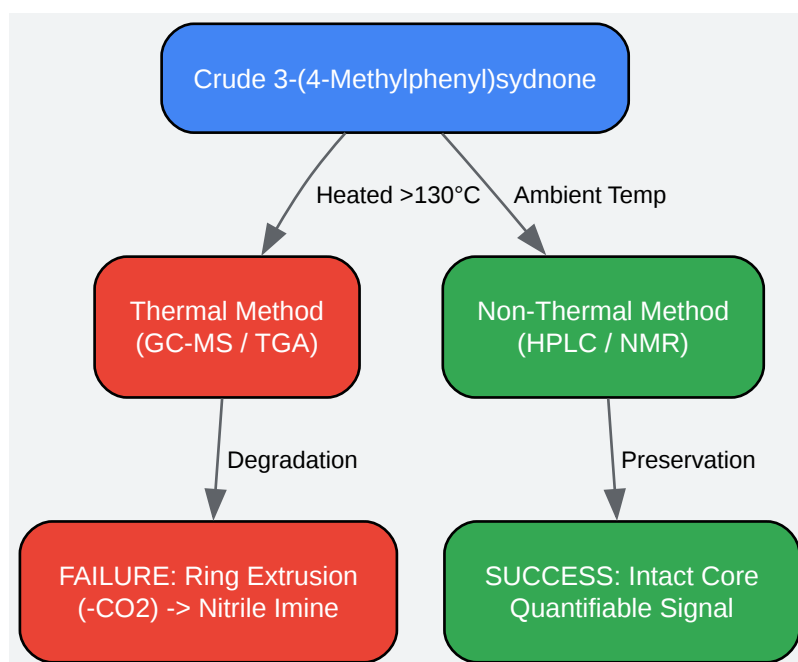 Crude 3-(4-Methylphenyl)sydnone
Heated >130°C
Ambient Temp
Thermal Method
(GC-MS / TGA)
Non-Thermal Method
(HPLC / NMR)
Degradation
Preservation
FAILURE: Ring Extrusion
(-CO2) -> Nitrile Imine
SUCCESS: Intact Core
Quantifiable Signal